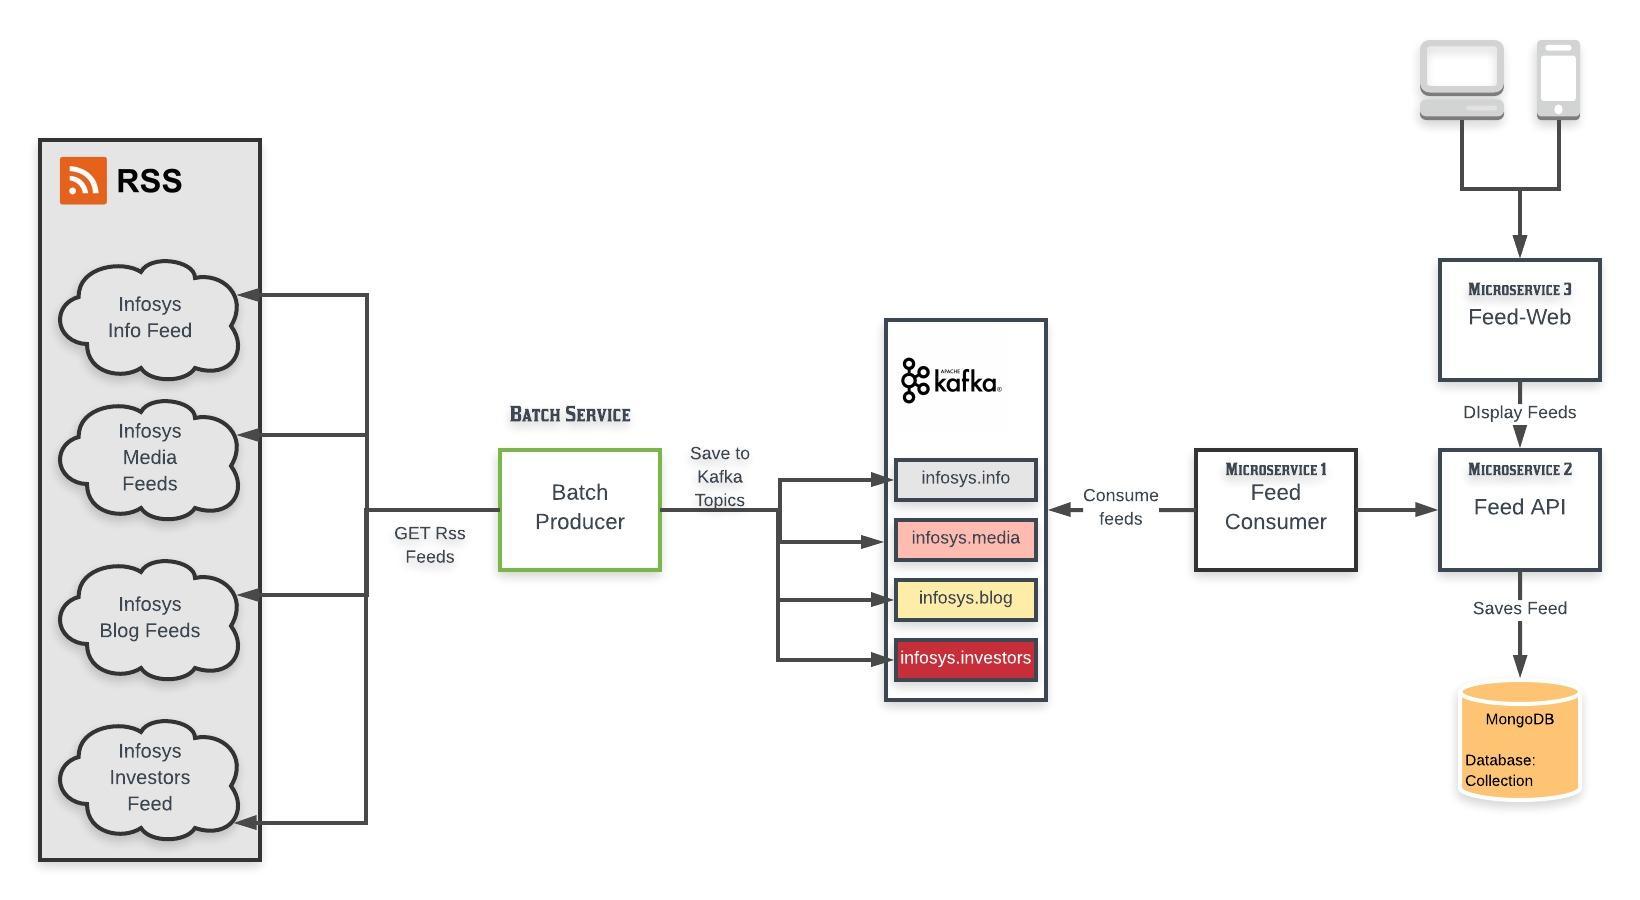 RSS
Infosys
Info Feed
Infosys
Media
Feeds
Infosys
Blog Feeds
Infosys
Investors
Feed
GET Rss
Feeds
Batch Service
Batch
Producer
Save to
Kafka
Topics
APACHE
kafka®
infosys.info
infosys.media
infosys.blog
infosys.investors
Consume
feeds
Microservice 1
Feed
Consumer
Microservice 3
Feed-Web
DIsplay Feeds
Microservice 2
Feed API
Saves Feed
MongoDB
Database:
Collection